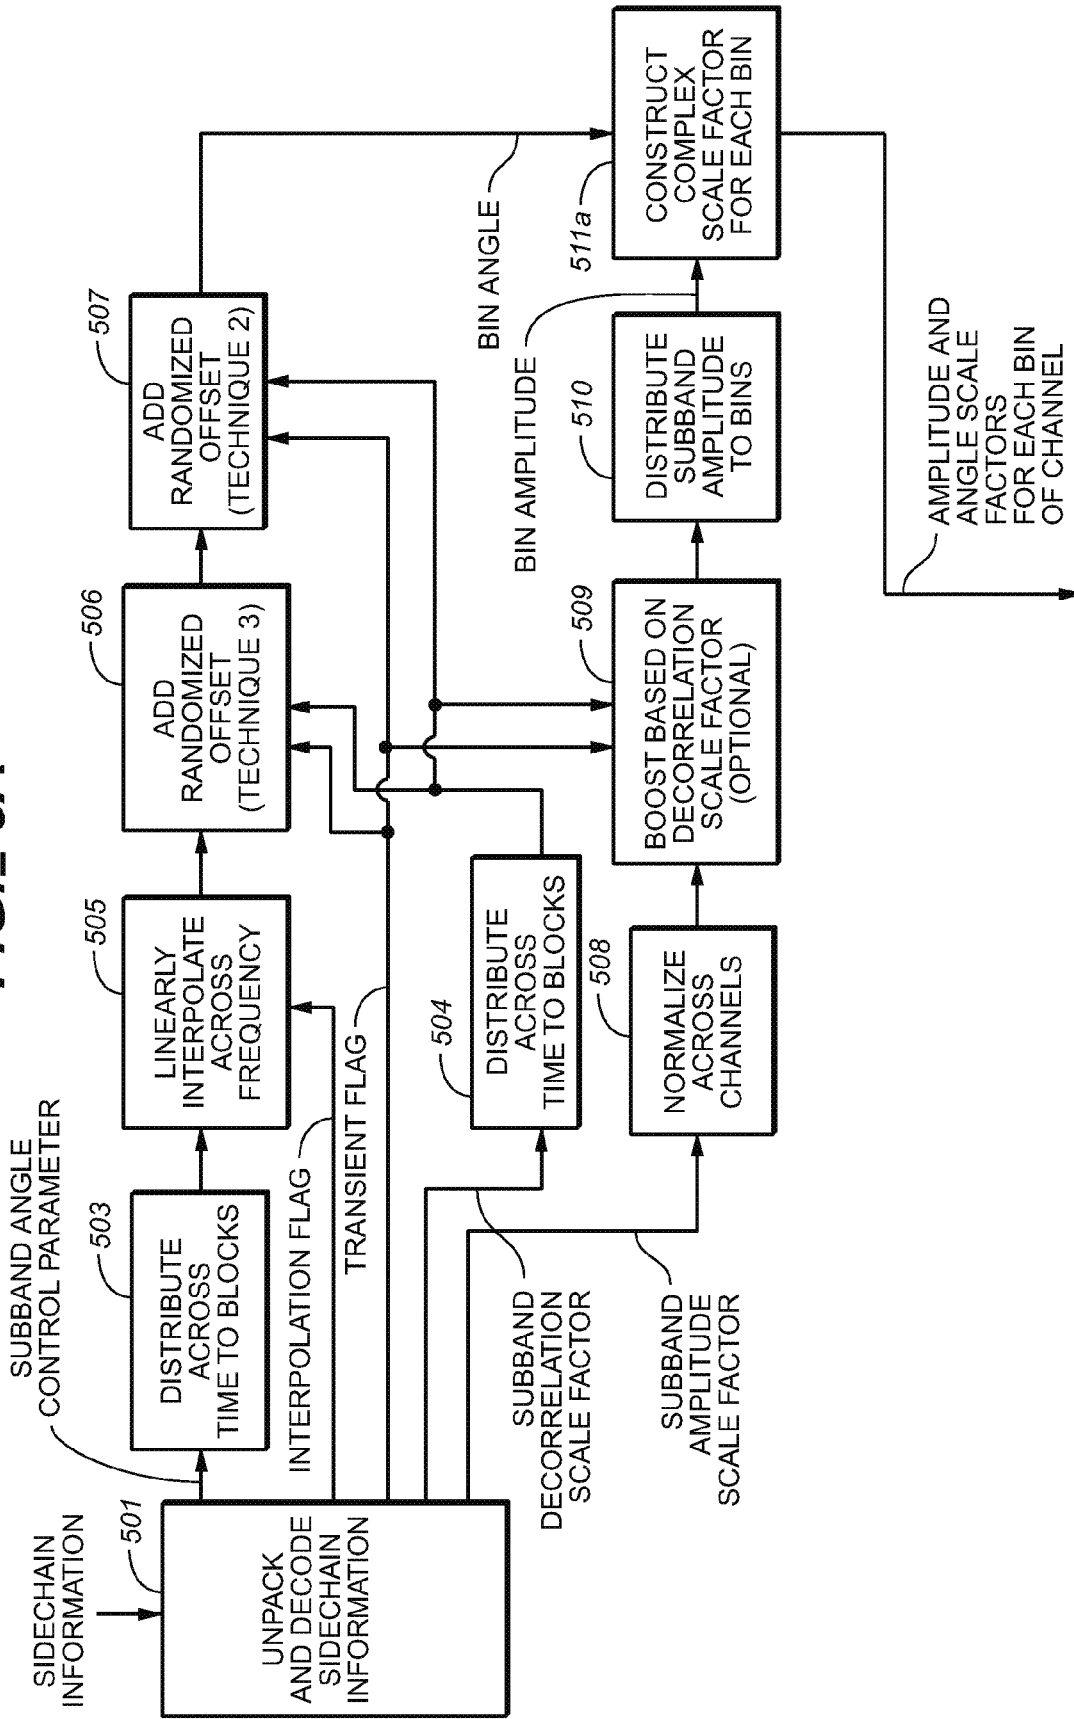 SIDECHAIN
INFORMATION
501
UNPACK
AND DECODE
SIDECHAIN
INFORMATION
SUBBAND ANGLE
CONTROL PARAMETER
503
DISTRIBUTE
ACROSS
TIME TO BLOCKS
505
LINEARLY
INTERPOLATE
ACROSS
FREQUENCY
506
ADD
RANDOMIZED
OFFSET
(TECHNIQUE 3)
507
ADD
RANDOMIZED
OFFSET
(TECHNIQUE 2)
INTERPOLATION FLAG
TRANSIENT FLAG
SUBBAND
DECORRELATION
SCALE FACTOR
504
DISTRIBUTE
ACROSS
TIME TO BLOCKS
SUBBAND
AMPLITUDE
SCALE FACTOR
508
NORMALIZE
ACROSS
CHANNELS
509
BOOST BASED ON
DECORRELATION
SCALE FACTOR
(OPTIONAL)
510
DISTRIBUTE
SUBBAND
AMPLITUDE
TO BINS
BIN AMPLITUDE
BIN ANGLE
511a
CONSTRUCT
COMPLEX
SCALE FACTOR
FOR EACH BIN
AMPLITUDE AND
ANGLE SCALE
FACTORS
FOR EACH BIN
OF CHANNEL